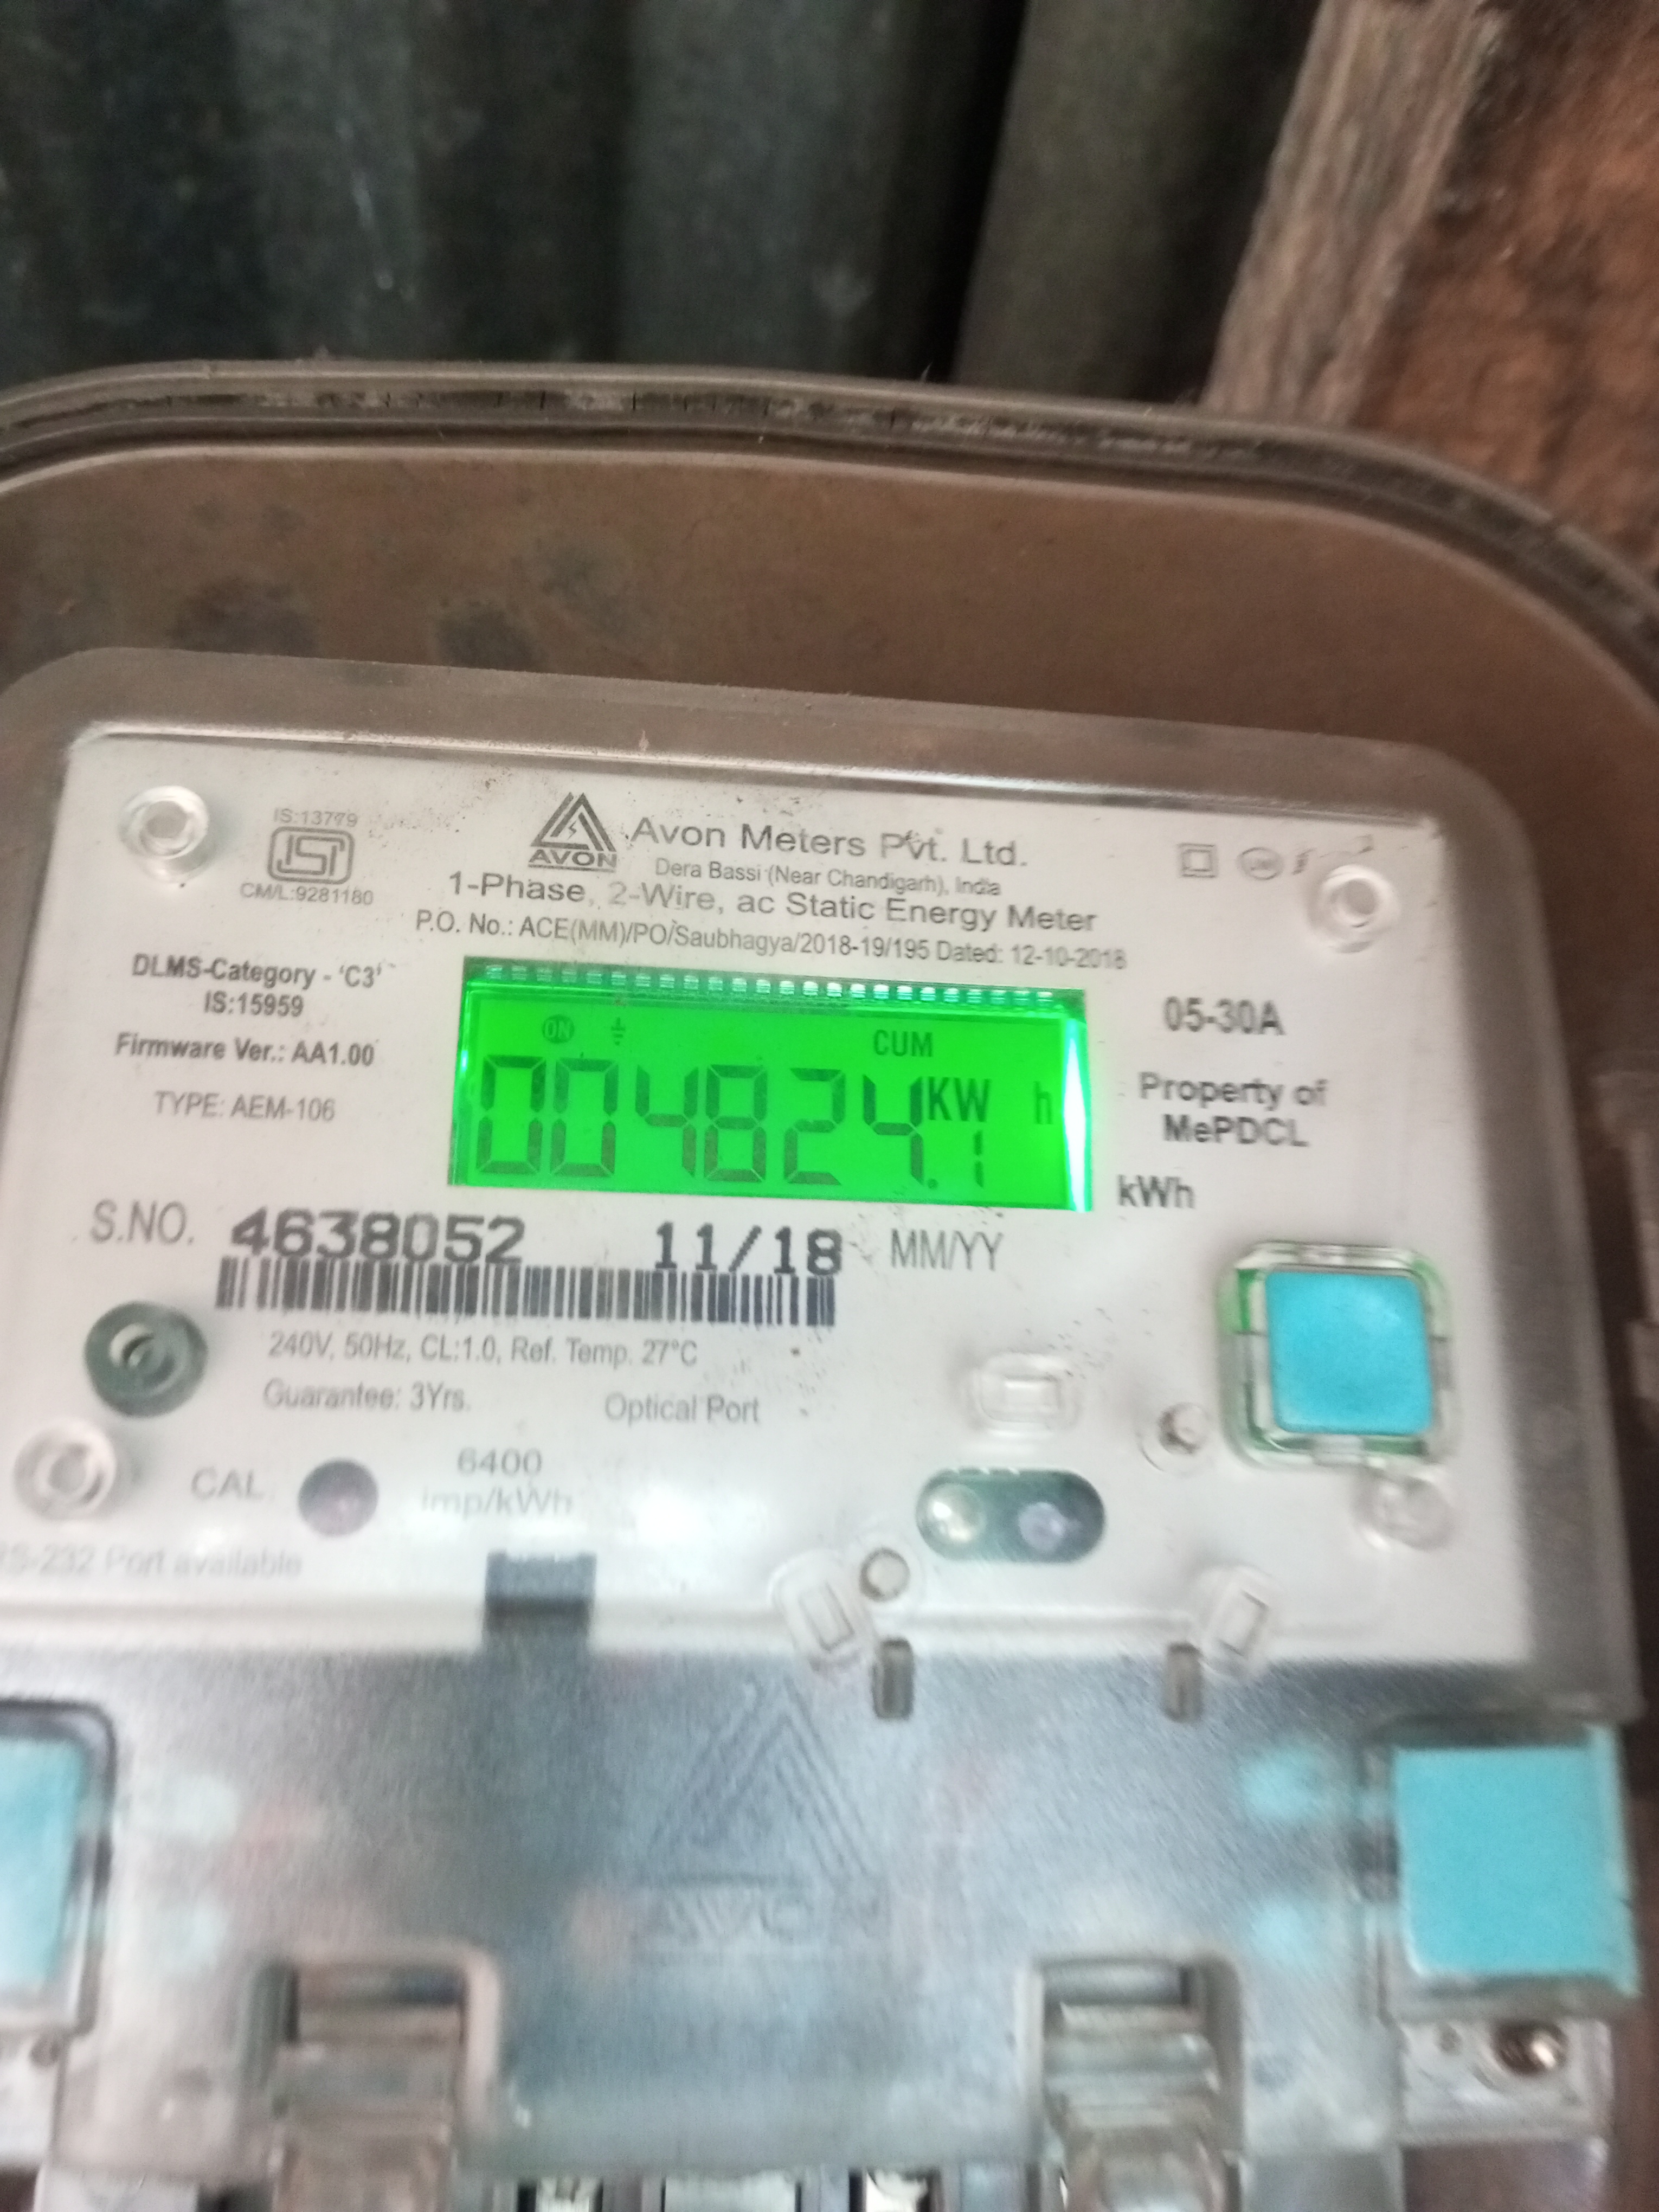 IS:13779
ISI
CM/L:9281180
AVON
Avon Meters Pvt. Ltd.
Dera Bassi (Near Chandigarh), India
1-Phase, 2-Wire, ac Static Energy Meter
P.O. No.: ACE(MM)/PO/Saubhagya/2018-19/195 Dated: 12-10-2018
DLMS-Category - 'C3'
IS:15959
Firmware Ver.: AA1.00
TYPE: AEM-106
ON
CUM
004824.1
KW h
05-30A
Property of
MePDCL
kWh
S.NO. 4638052 11/18 MM/YY
240V, 50Hz, CL:1.0, Ref. Temp. 27°C
Guarantee: 3Yrs. Optical Port
CAL
6400
imp/kWh
RS-232 Port available
AVON